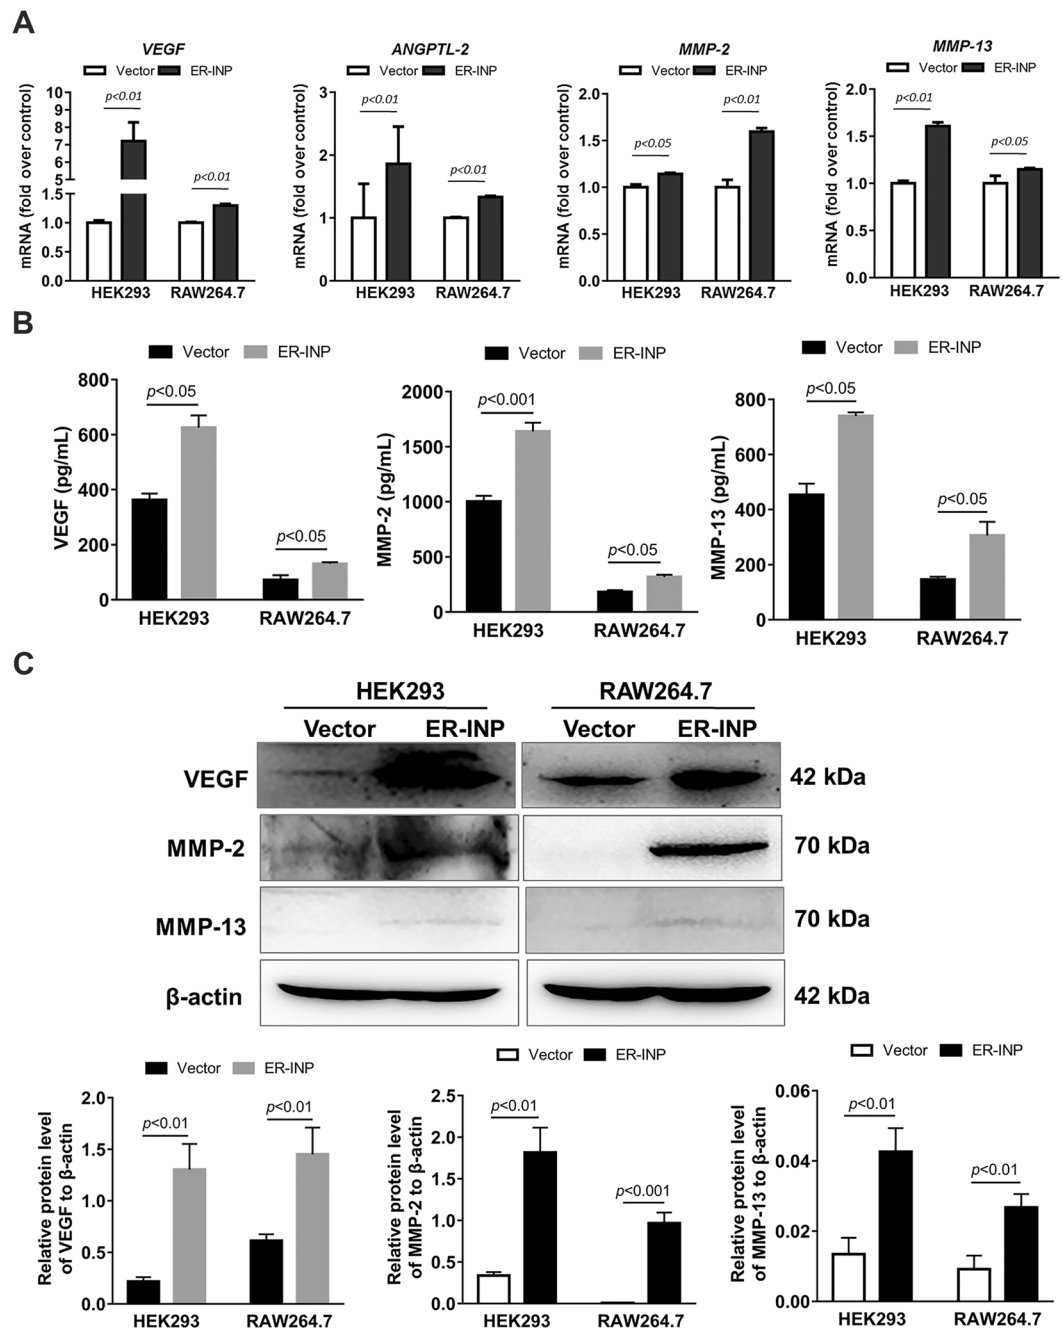 A
VEGF
Vector ER-INP
mRNA (fold over control)
10
9
8
7
6
5
1.5
1.0
0.5
0.0
p<0.01
p<0.01
HEK293 RAW264.7
ANGPTL-2
Vector ER-INP
mRNA (fold over control)
3
2
1
0
p<0.01
p<0.01
HEK293 RAW264.7
MMP-2
Vector ER-INP
mRNA (fold over control)
2.0
1.5
1.0
0.5
0.0
p<0.05
p<0.01
HEK293 RAW264.7
MMP-13
Vector ER-INP
mRNA (fold over control)
2.0
1.5
1.0
0.5
0.0
p<0.01
p<0.05
HEK293 RAW264.7
B
Vector ER-INP
VEGF (pg/mL)
800
600
400
200
0
p<0.05
p<0.05
HEK293 RAW264.7
Vector ER-INP
MMP-2 (pg/mL)
2000
1500
1000
500
0
p<0.001
p<0.05
HEK293 RAW264.7
Vector ER-INP
MMP-13 (pg/mL)
800
600
400
200
0
p<0.05
p<0.05
HEK293 RAW264.7
C
HEK293 RAW264.7
Vector ER-INP Vector ER-INP
VEGF 42 kDa
MMP-2 70 kDa
MMP-13 70 kDa
β-actin 42 kDa
Vector ER-INP
Relative protein level
of VEGF to β-actin
2.0
1.5
1.0
0.5
0.0
p<0.01
p<0.01
HEK293 RAW264.7
Vector ER-INP
Relative protein level
of MMP-2 to β-actin
2.5
2.0
1.5
1.0
0.5
0.0
p<0.01
p<0.001
HEK293 RAW264.7
Vector ER-INP
Relative protein level
of MMP-13 to β-actin
0.06
0.04
0.02
0.00
p<0.01
p<0.01
HEK293 RAW264.7